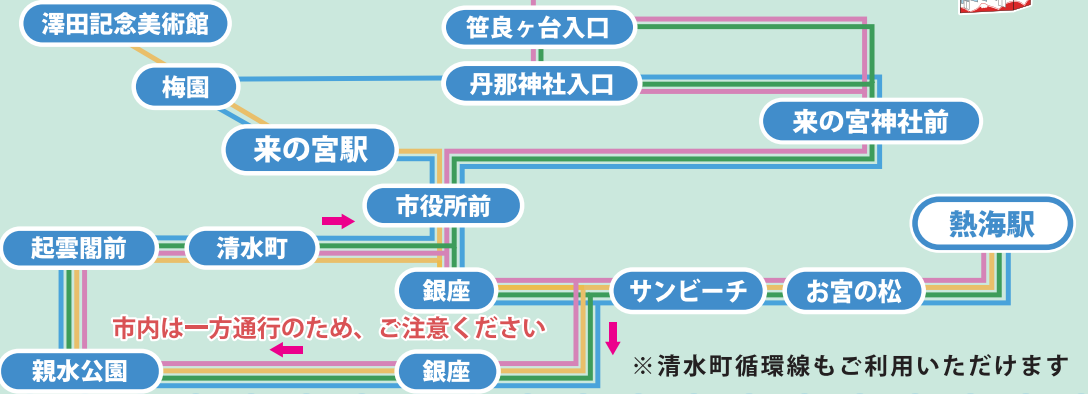 澤田記念美術館
笹良ヶ台入口
梅園
丹那神社入口
来の宮駅
来の宮神社前
市役所前
熱海駅
起雲閣前
清水町
銀座
サンビーチ
お宮の松
市内は一方通行のため、ご注意ください
親水公園
銀座
※清水町循環線もご利用いただけます